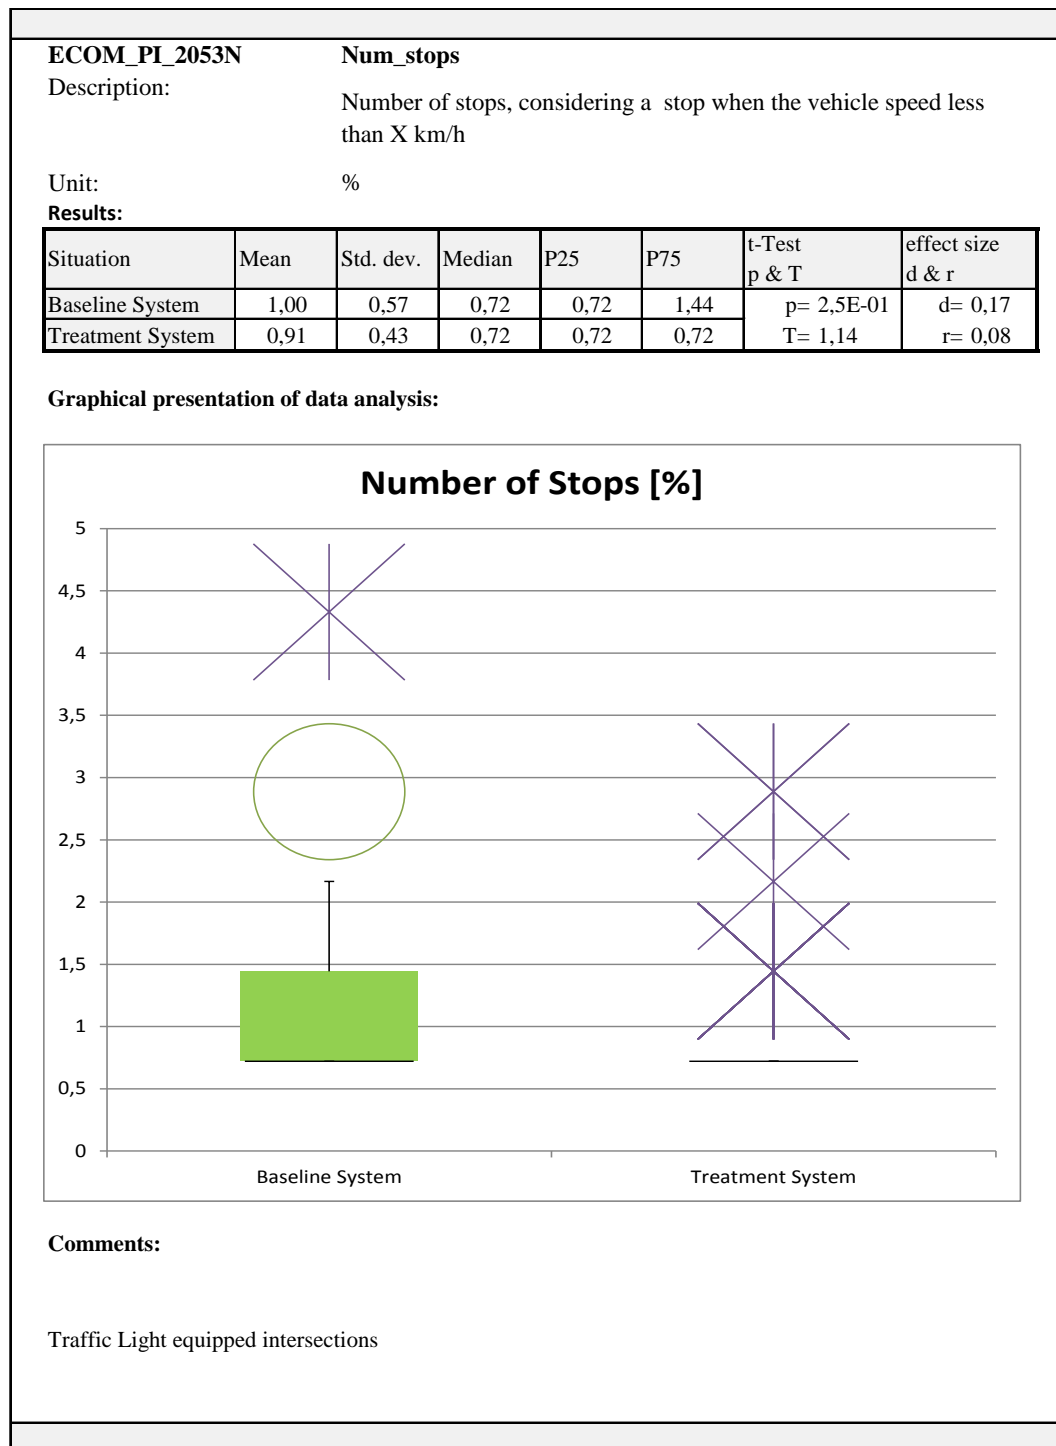 ECOM_PI_2053N Num_stops
Description:
Number of stops, considering a stop when the vehicle speed less
than X km/h
Unit: %
Results:
Situation Mean Std. dev. Median P25 P75 t-Test effect size
p & T d & r
Baseline System 1,00 0,57 0,72 0,72 1,44 p= 2,5E-01 d= 0,17
Treatment System 0,91 0,43 0,72 0,72 0,72 T= 1,14 r= 0,08
Graphical presentation of data analysis:
Number of Stops [%]
5
4,5
4
3,5
3
2,5
2
1,5
1
0,5
0
Baseline System Treatment System
Comments:
Traffic Light equipped intersections